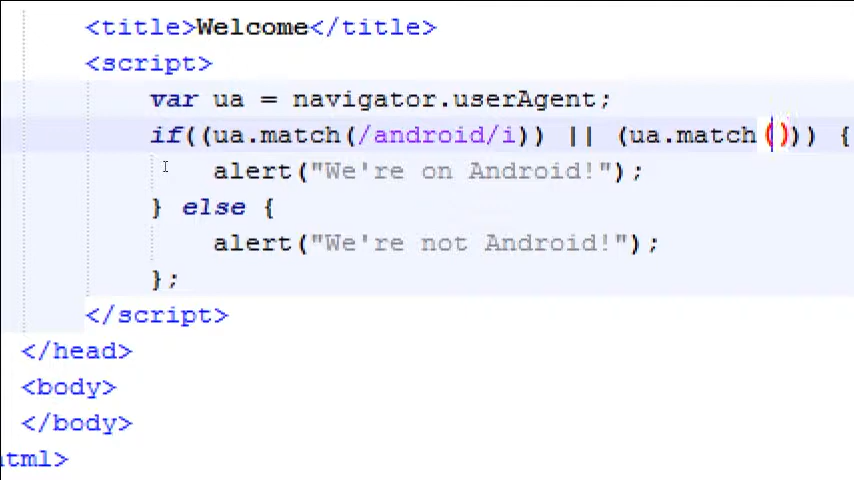 <title>Welcome</title>
<script>
var ua = navigator.userAgent;
if((ua.match(/android/i)) || (ua.match())) {
alert("We're on Android!");
} else {
alert("We're not Android!");
};
</script>
</head>
<body>
</body>
html>